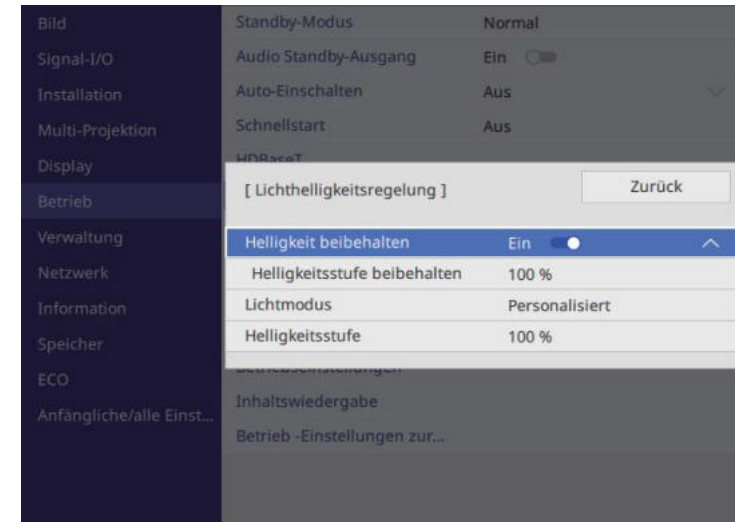 Bild
Signal-I/O
Installation
Multi-Projektion
Display
Betrieb
Verwaltung
Netzwerk
Information
Speicher
ECO
Anfängliche/alle Einst...
Standby-Modus Normal
Audio Standby-Ausgang Ein
Auto-Einschalten Aus
Schnellstart Aus
HDBaseT
[ Lichthelligkeitsregelung ] Zurück
Helligkeit beibehalten Ein
Helligkeitsstufe beibehalten 100 %
Lichtmodus Personalisiert
Helligkeitsstufe 100 %
Betriebseinstellungen
Inhaltswiedergabe
Betrieb -Einstellungen zur...